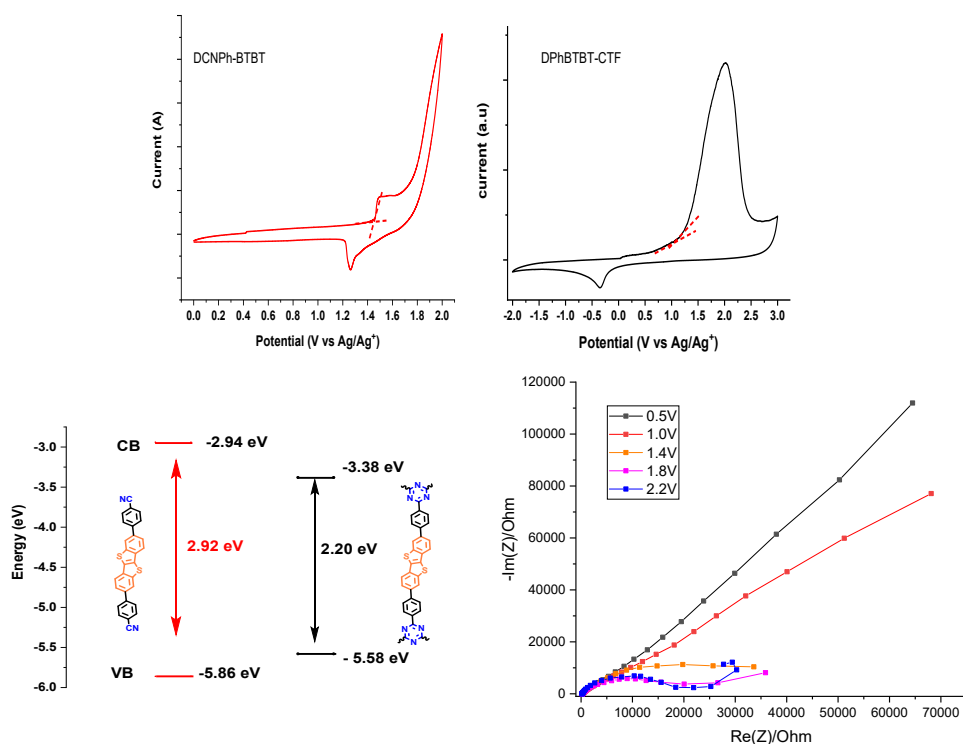 DCNPh-BTBT
Current (A)
0.0 0.2 0.4 0.6 0.8 1.0 1.2 1.4 1.6 1.8 2.0
Potential (V vs Ag/Ag+)
DPhBTBT-CTF
current (a.u)
-2.0 -1.5 -1.0 -0.5 0.0 0.5 1.0 1.5 2.0 2.5 3.0
Potential (V vs Ag/Ag+)
Energy (eV)
-3.0
-3.5
-4.0
-4.5
-5.0
-5.5
-6.0
CB
-2.94 eV
NC
2.92 eV
S
S
CN
VB
-5.86 eV
-3.38 eV
N N
N
2.20 eV
S
S
N
N N
- 5.58 eV
-Im(Z)/Ohm
120000
100000
80000
60000
40000
20000
0
0.5V
1.0V
1.4V
1.8V
2.2V
0 10000 20000 30000 40000 50000 60000 70000
Re(Z)/Ohm